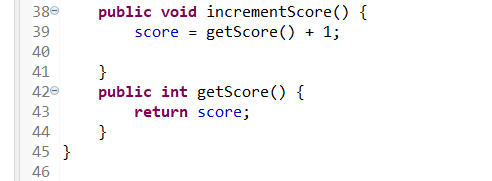 38 public void incrementScore() {
39 score = getScore() + 1;
40
41 }
42 public int getScore() {
43 return score;
44 }
45 }
46